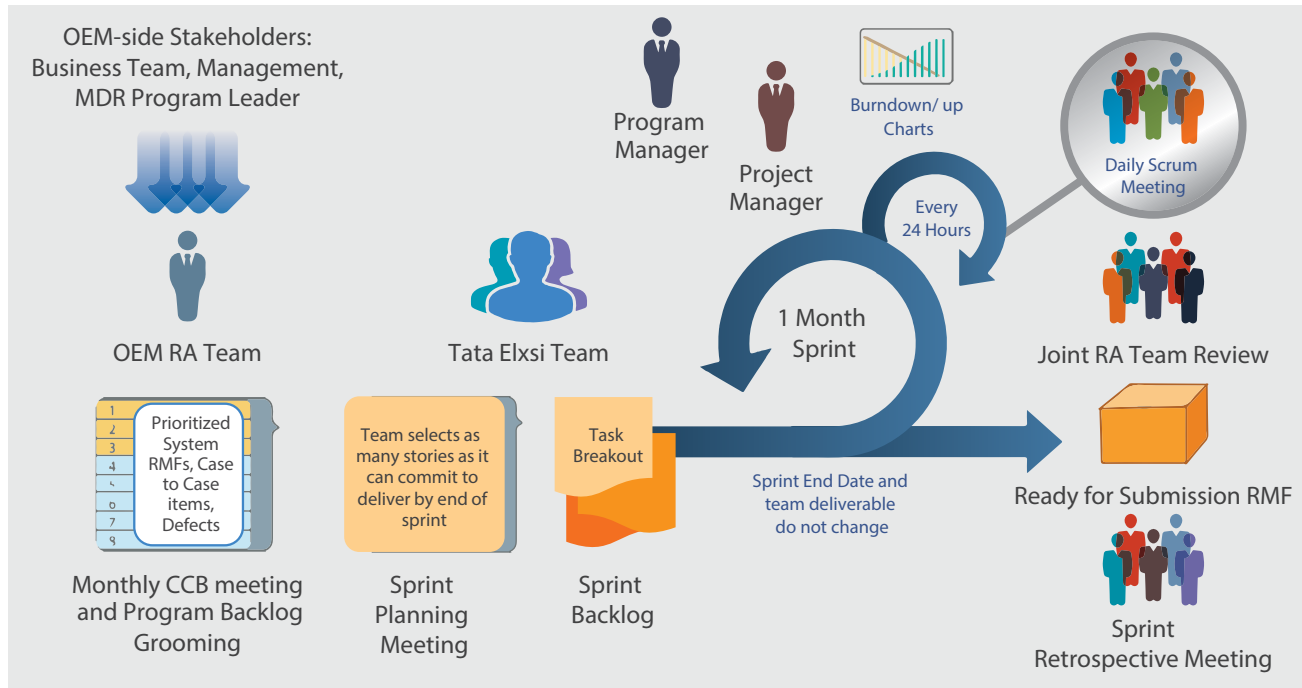 OEM-side Stakeholders:
Business Team, Management,
MDR Program Leader
OEM RA Team
1
2
3
4
6
7
8
Prioritized
System
RMFs, Case
to Case
items,
Defects
Monthly CCB meeting
and Program Backlog
Grooming
Tata Elxsi Team
Team selects as
many stories as it
can commit to
deliver by end of
sprint
Sprint
Planning
Meeting
Task
Breakout
Sprint
Backlog
Program
Manager
Project
Manager
Burndown/ up
Charts
Every
24 Hours
1 Month
Sprint
Sprint End Date and
team deliverable
do not change
Daily Scrum
Meeting
Joint RA Team Review
Ready for Submission RMF
Sprint
Retrospective Meeting